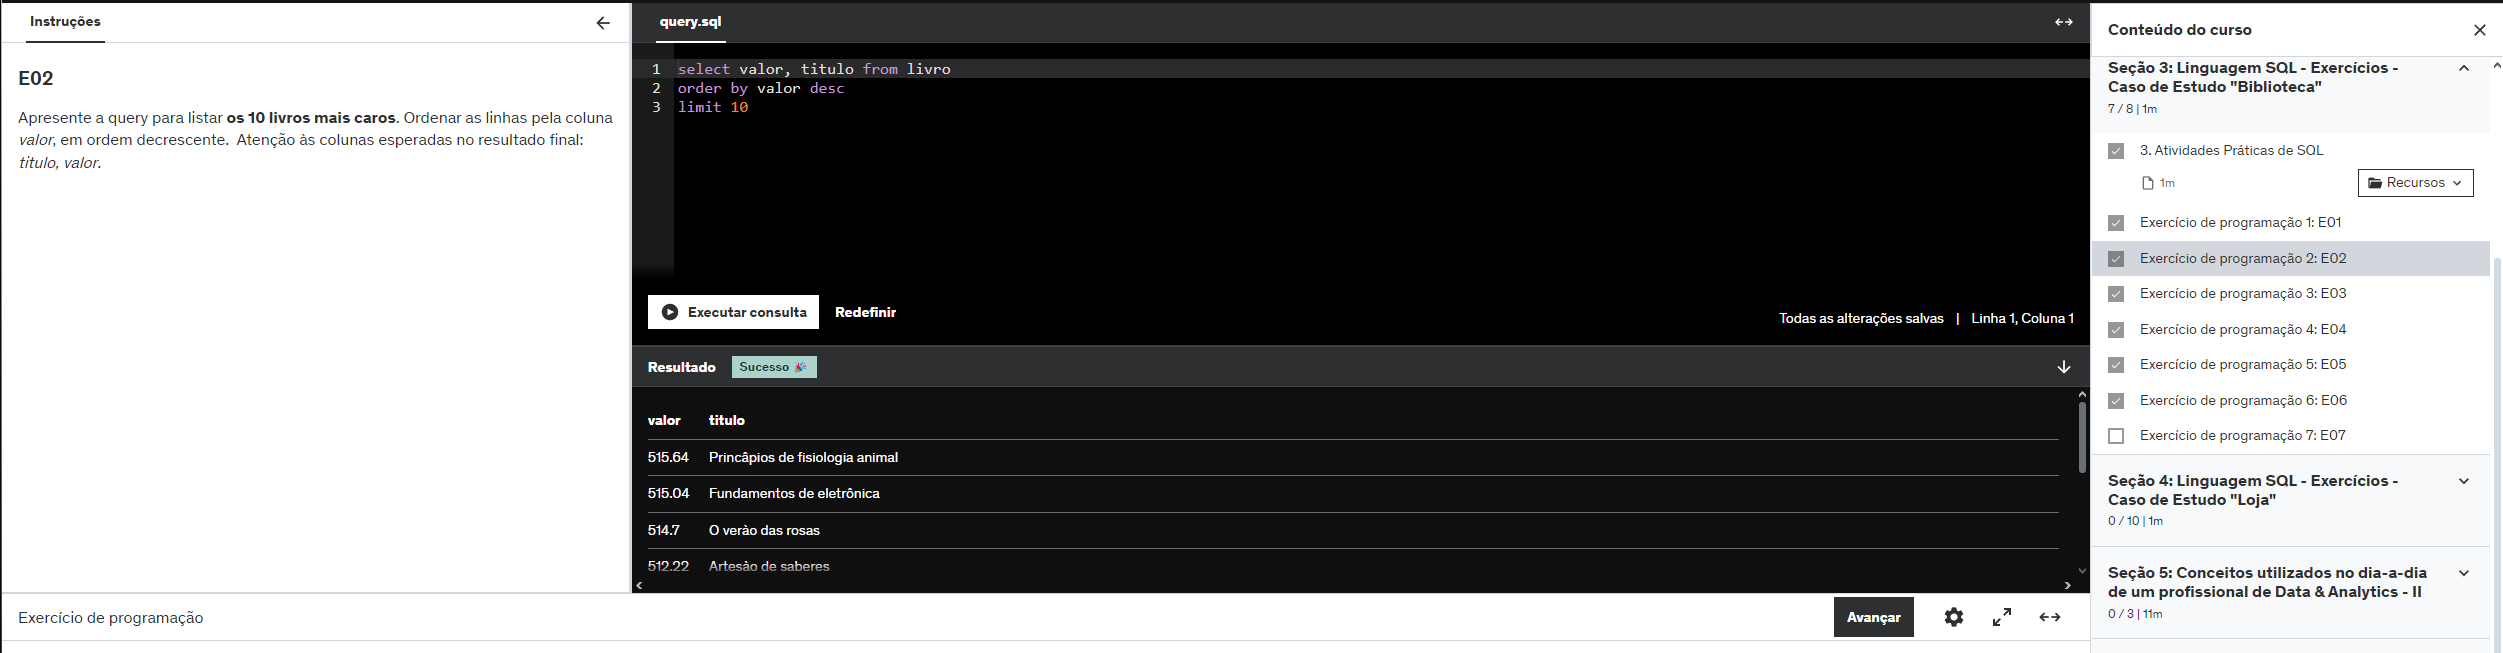 Instruções
E02
Apresente a query para listar os 10 livros mais caros. Ordenar as linhas pela coluna
valor, em ordem decrescente. Atenção às colunas esperadas no resultado final:
titulo, valor.
query.sql
1 select valor, titulo from livro
2 order by valor desc
3 limit 10
Executar consulta
Redefinir
Todas as alterações salvas | Linha 1, Coluna 1
Resultado
Sucesso 🎉
valor titulo
515.64 Princâpios de fisiologia animal
515.04 Fundamentos de eletrônica
514.7 O verào das rosas
512.22 Artesào de saberes
Exercício de programação
Avançar
Conteúdo do curso
Seção 3: Linguagem SQL - Exercícios -
Caso de Estudo "Biblioteca"
7 / 8 | 1m
3. Atividades Práticas de SQL
1m
Recursos
Exercício de programação 1: E01
Exercício de programação 2: E02
Exercício de programação 3: E03
Exercício de programação 4: E04
Exercício de programação 5: E05
Exercício de programação 6: E06
Exercício de programação 7: E07
Seção 4: Linguagem SQL - Exercícios -
Caso de Estudo "Loja"
0 / 10 | 1m
Seção 5: Conceitos utilizados no dia-a-dia
de um profissional de Data & Analytics - II
0 / 3 | 11m